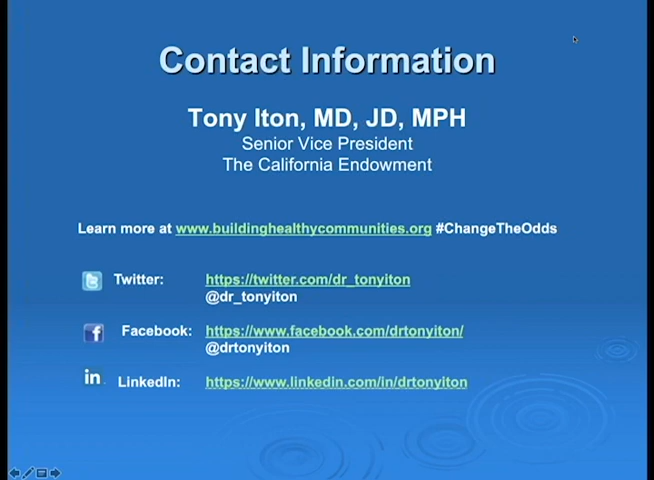 Contact Information
Tony Iton, MD, JD, MPH
Senior Vice President
The California Endowment
Learn more at www.buildinghealthycommunities.org #ChangeTheOdds
Twitter: https://twitter.com/dr_tonyiton
@dr_tonyiton
Facebook: https://www.facebook.com/drtonyiton/
@drtonyiton
in LinkedIn: https://www.linkedin.com/in/drtonyiton